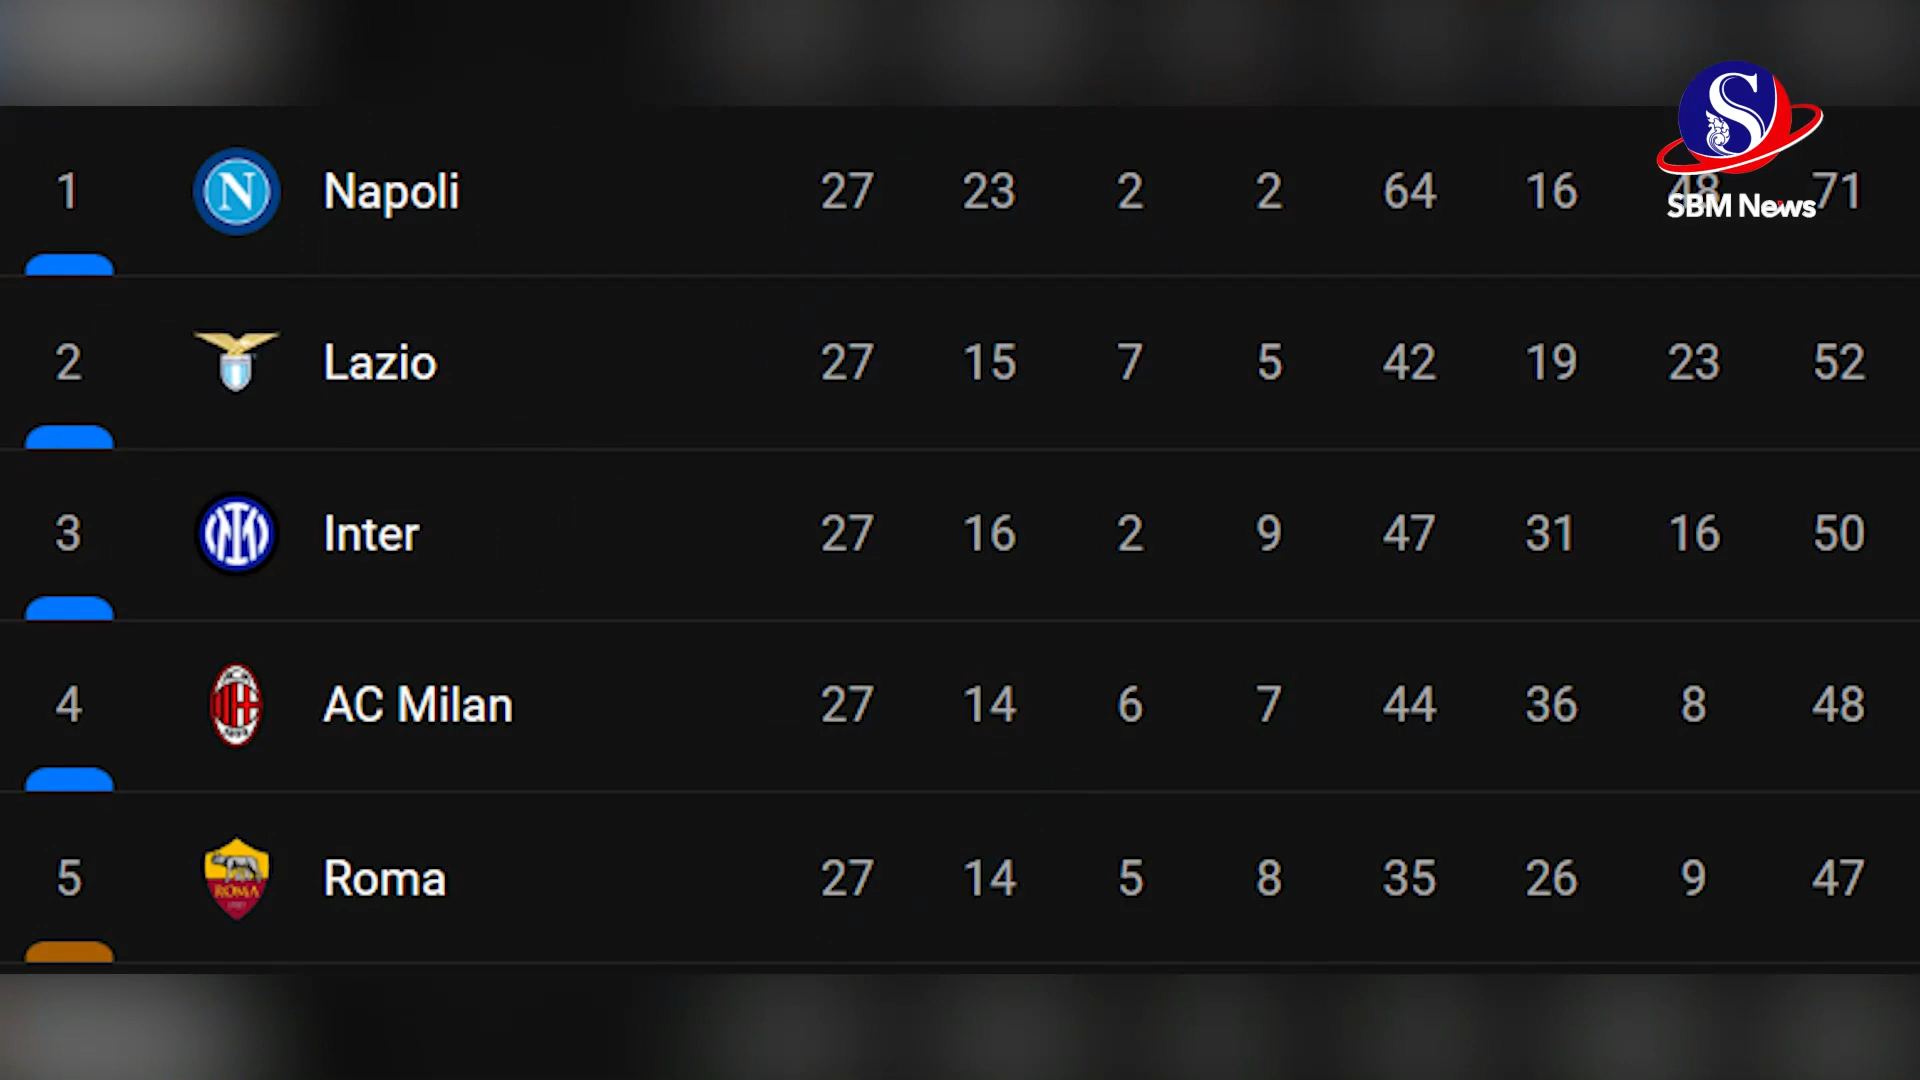 1 Napoli 27 23 2 2 64 16 48 71
SBM News
2 Lazio 27 15 7 5 42 19 23 52
3 Inter 27 16 2 9 47 31 16 50
4 AC Milan 27 14 6 7 44 36 8 48
5 Roma 27 14 5 8 35 26 9 47